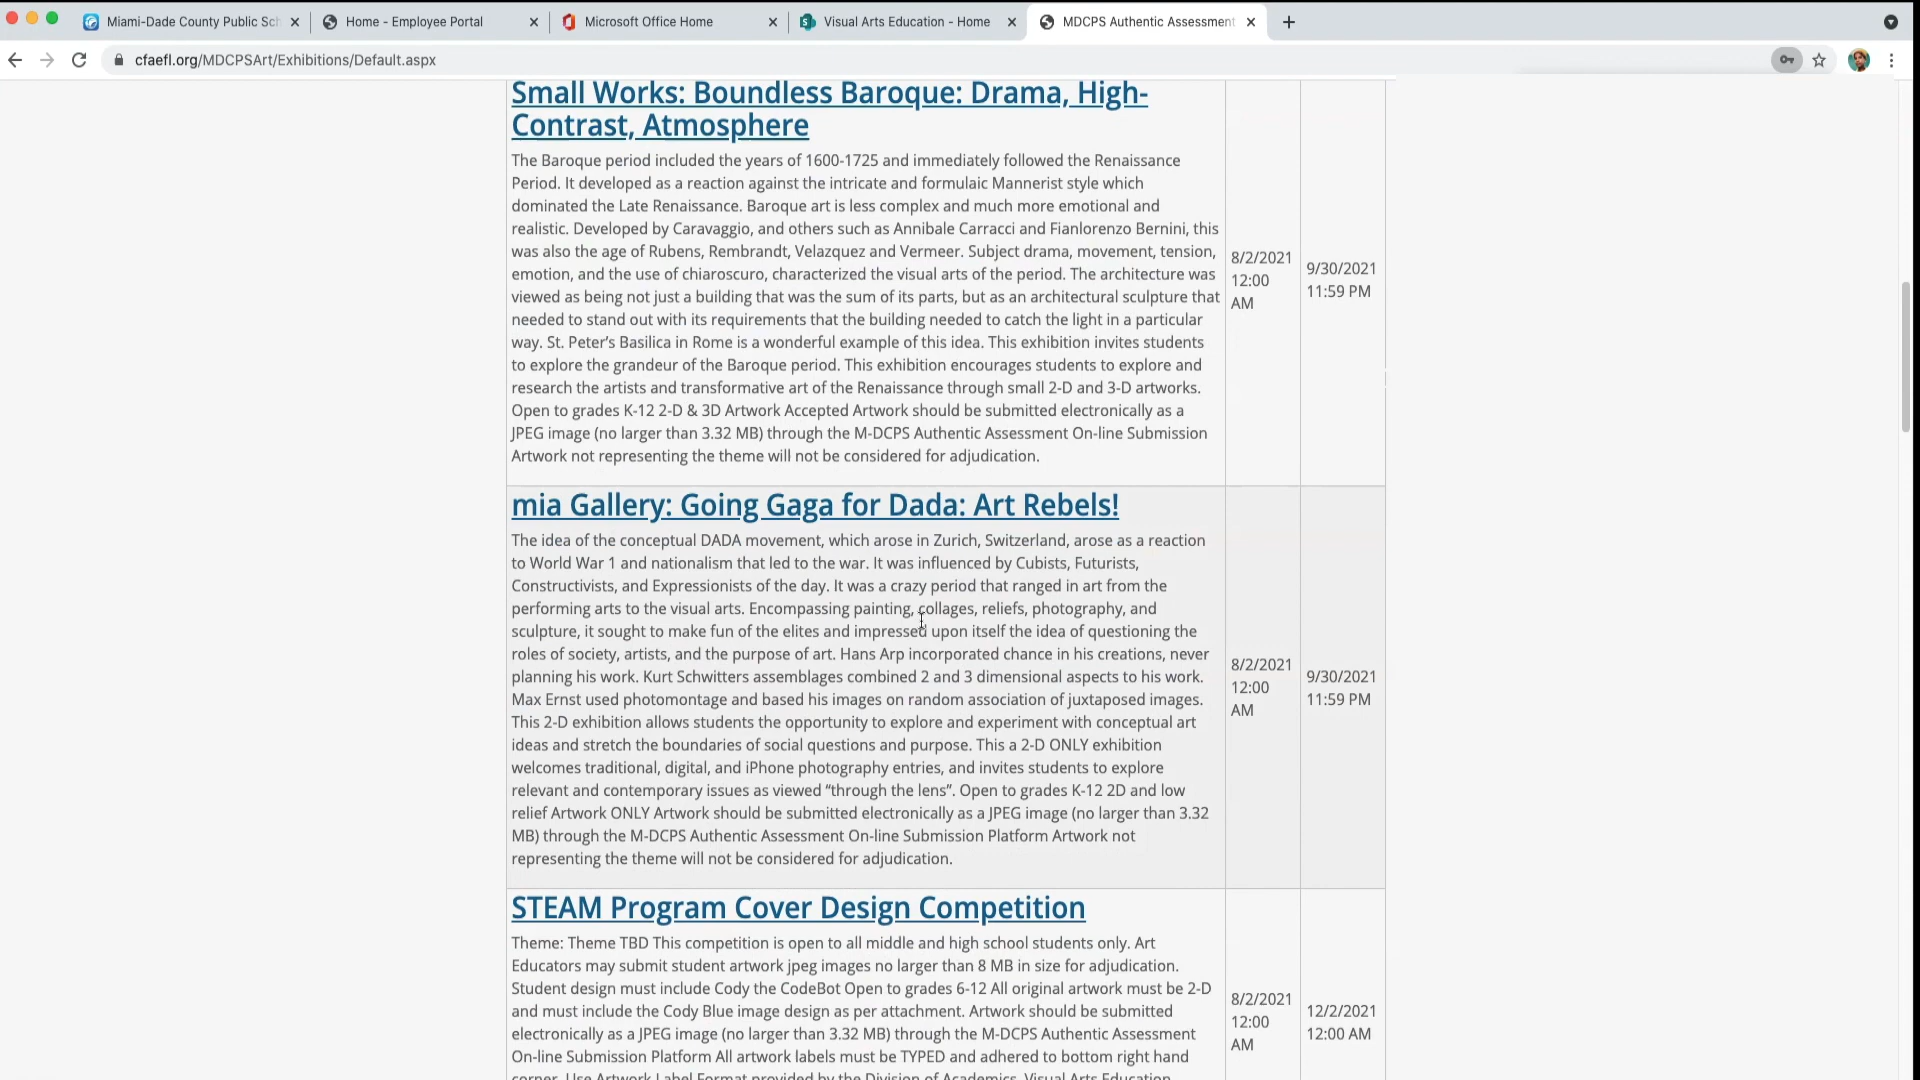 Miami-Dade County Public Sch
Home - Employee Portal
Microsoft Office Home
Visual Arts Education - Home
MDCPS Authentic Assessment
cfaefl.org/MDCPSArt/Exhibitions/Default.aspx
Small Works: Boundless Baroque: Drama, High-
Contrast, Atmosphere
The Baroque period included the years of 1600-1725 and immediately followed the Renaissance
Period. It developed as a reaction against the intricate and formulaic Mannerist style which
dominated the Late Renaissance. Baroque art is less complex and much more emotional and
realistic. Developed by Caravaggio, and others such as Annibale Carracci and Fianlorenzo Bernini, this
was also the age of Rubens, Rembrandt, Velazquez and Vermeer. Subject drama, movement, tension,
emotion, and the use of chiaroscuro, characterized the visual arts of the period. The architecture was
viewed as being not just a building that was the sum of its parts, but as an architectural sculpture that
needed to stand out with its requirements that the building needed to catch the light in a particular
way. St. Peter's Basilica in Rome is a wonderful example of this idea. This exhibition invites students
to explore the grandeur of the Baroque period. This exhibition encourages students to explore and
research the artists and transformative art of the Renaissance through small 2-D and 3-D artworks.
Open to grades K-12 2-D & 3D Artwork Accepted Artwork should be submitted electronically as a
JPEG image (no larger than 3.32 MB) through the M-DCPS Authentic Assessment On-line Submission
Artwork not representing the theme will not be considered for adjudication.
8/2/2021
12:00
AM
9/30/2021
11:59 PM
mia Gallery: Going Gaga for Dada: Art Rebels!
The idea of the conceptual DADA movement, which arose in Zurich, Switzerland, arose as a reaction
to World War 1 and nationalism that led to the war. It was influenced by Cubists, Futurists,
Constructivists, and Expressionists of the day. It was a crazy period that ranged in art from the
performing arts to the visual arts. Encompassing painting, collages, reliefs, photography, and
sculpture, it sought to make fun of the elites and impressed upon itself the idea of questioning the
roles of society, artists, and the purpose of art. Hans Arp incorporated chance in his creations, never
planning his work. Kurt Schwitters assemblages combined 2 and 3 dimensional aspects to his work.
Max Ernst used photomontage and based his images on random association of juxtaposed images.
This 2-D exhibition allows students the opportunity to explore and experiment with conceptual art
ideas and stretch the boundaries of social questions and purpose. This a 2-D ONLY exhibition
welcomes traditional, digital, and iPhone photography entries, and invites students to explore
relevant and contemporary issues as viewed “through the lens”. Open to grades K-12 2D and low
relief Artwork ONLY Artwork should be submitted electronically as a JPEG image (no larger than 3.32
MB) through the M-DCPS Authentic Assessment On-line Submission Platform Artwork not
representing the theme will not be considered for adjudication.
8/2/2021
12:00
AM
9/30/2021
11:59 PM
STEAM Program Cover Design Competition
Theme: Theme TBD This competition is open to all middle and high school students only. Art
Educators may submit student artwork jpeg images no larger than 8 MB in size for adjudication.
Student design must include Cody the CodeBot Open to grades 6-12 All original artwork must be 2-D
and must include the Cody Blue image design as per attachment. Artwork should be submitted
electronically as a JPEG image (no larger than 3.32 MB) through the M-DCPS Authentic Assessment
On-line Submission Platform All artwork labels must be TYPED and adhered to bottom right hand
corner. Use Artwork Label Format provided by the Division of Academics, Visual Arts Education
8/2/2021
12:00
AM
12/2/2021
12:00 AM